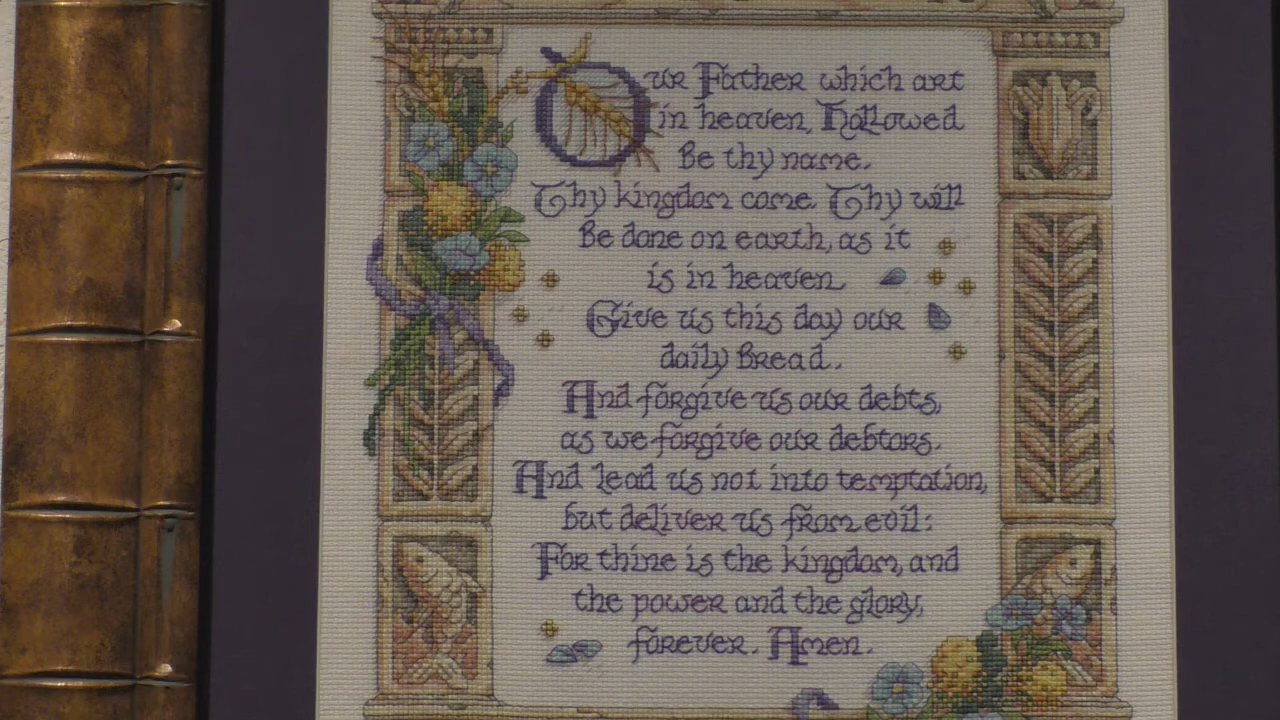 Our Father which art
in heaven, Hallowed
Be thy name.
Thy kingdom come. Thy will
Be done on earth, as it
is in heaven.
Give us this day our
daily Bread.
And forgive us our debts,
as we forgive our debtors.
And lead us not into temptation,
but deliver us from evil:
For thine is the kingdom, and
the power and the glory,
forever. Amen.